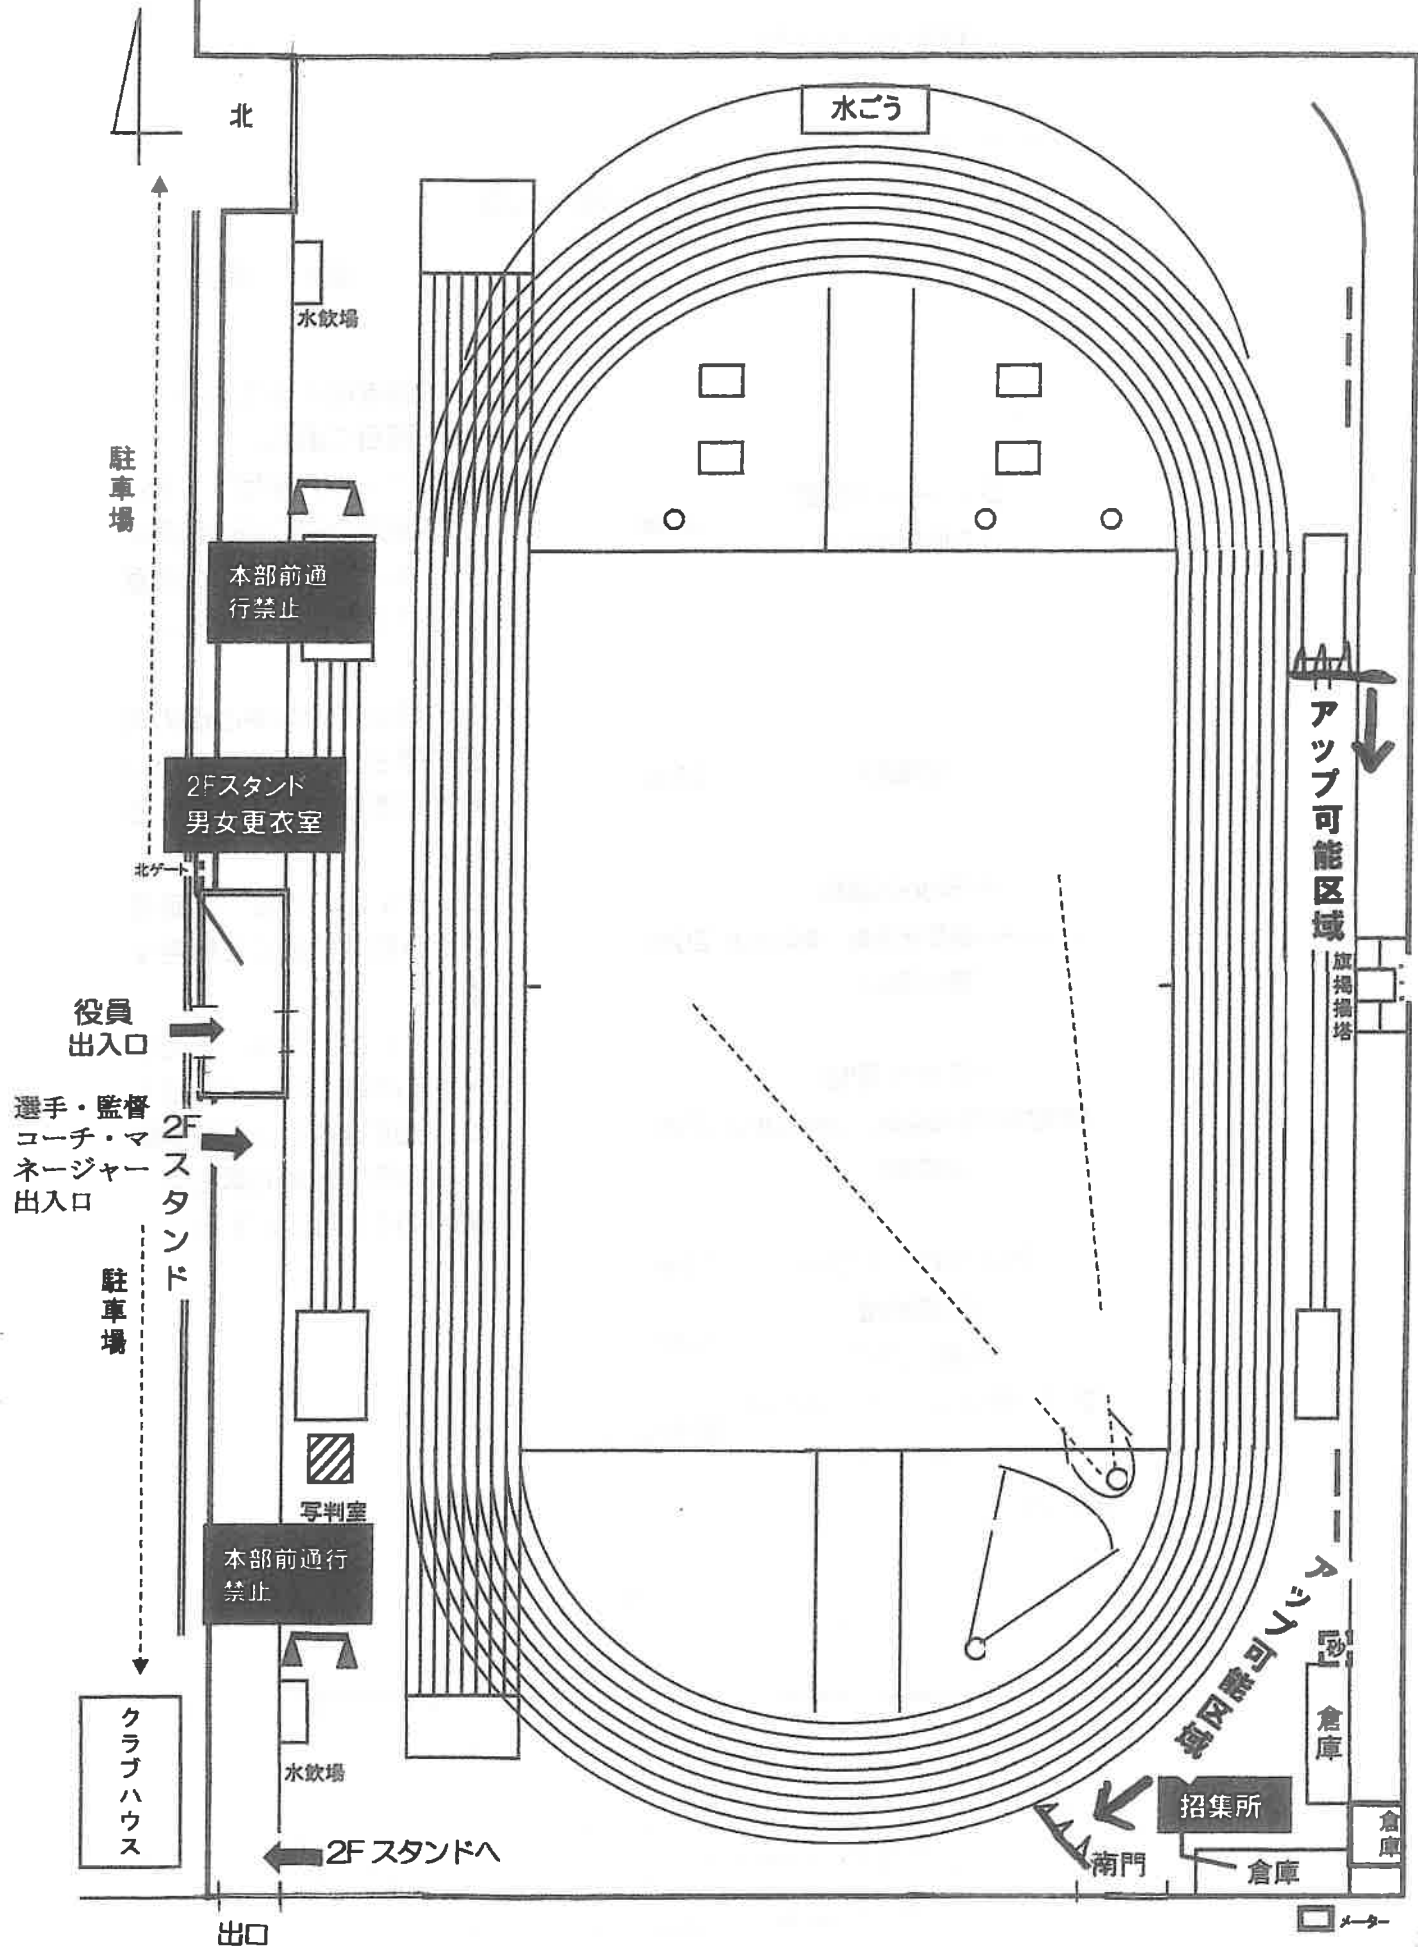 北
水ごう
水飲場
駐車場
本部前通
行禁止
アップ可能区域
2Fスタンド
男女更衣室
北ゲート
旗掲揚塔
役員
出入口
選手・監督
コーチ・マ
ネージャー
出入口
2Fスタンド
駐車場
写判室
本部前通行
禁止
アップ可能区域
砂
倉庫
クラブハウス
水飲場
招集所
倉庫
2Fスタンドへ
南門
倉庫
出口
メーター